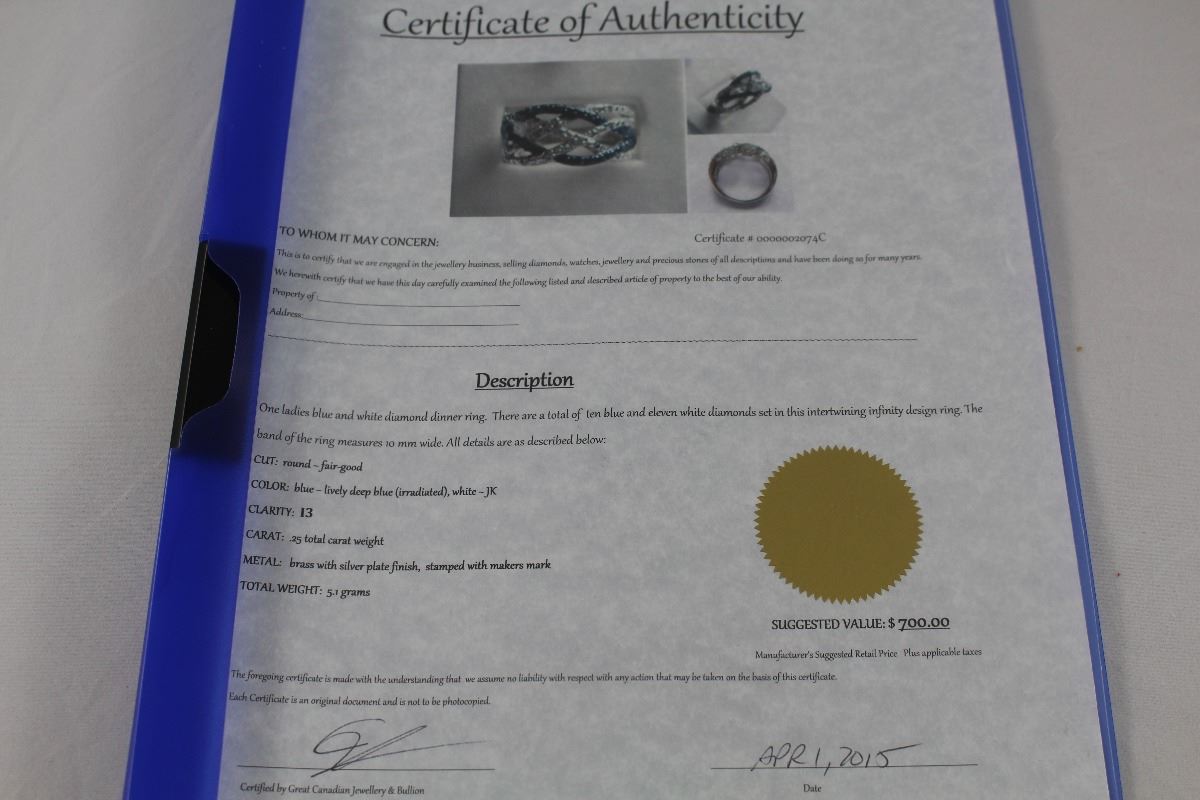 Certificate of Authenticity
TO WHOM IT MAY CONCERN:
Certificate # 0000002074C
This is to certify that we are engaged in the jewellery business, selling diamonds, watches, jewellery and precious stones of all descriptions and have been doing so for many years.
We herewith certify that we have this day carefully examined the following listed and described article of property to the best of our ability.
Property of:
Address:
Description
One ladies blue and white diamond dinner ring. There are a total of ten blue and eleven white diamonds set in this intertwining infinity design ring. The
band of the ring measures 10 mm wide. All details are as described below:
CUT: round - fair-good
COLOR: blue - lively deep blue (irradiated), white - JK
CLARITY: I3
CARAT: .25 total carat weight
METAL: brass with silver plate finish, stamped with makers mark
TOTAL WEIGHT: 5.1 grams
SUGGESTED VALUE: $ 700.00
Manufacturer's Suggested Retail Price Plus applicable taxes
The foregoing certificate is made with the understanding that we assume no liability with respect with any action that may be taken on the basis of this certificate.
Each Certificate is an original document and is not to be photocopied.
APR 1, 2015
Certified by Great Canadian Jewellery & Bullion
Date